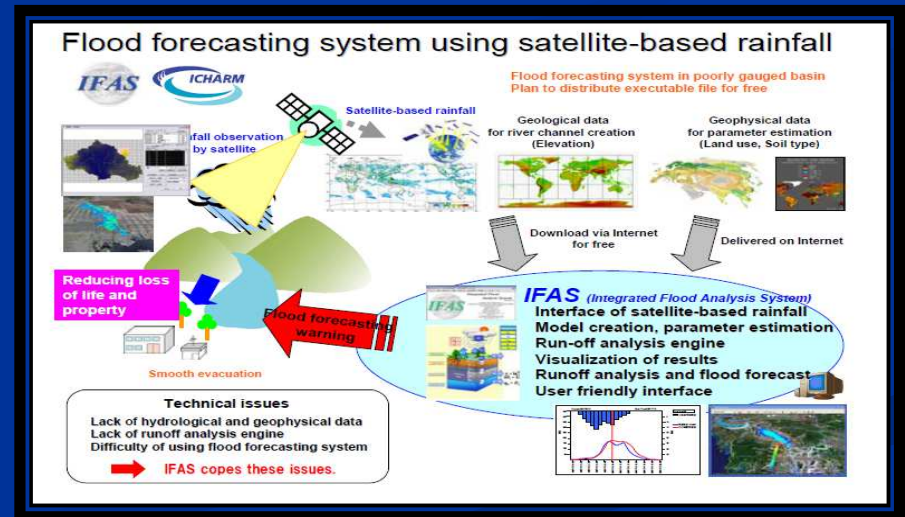 Flood forecasting system using satellite-based rainfall
IFAS
ICHARM
Flood forecasting system in poorly gauged basin
Plan to distribute executable file for free
Satellite-based rainfall
observation
by satellite
Geological data
for river channel creation
(Elevation)
Geophysical data
for parameter estimation
(Land use, Soil type)
Download via Internet
for free
Delivered on Internet
Reducing loss
of life and
property
Flood forecasting
warning
Smooth evacuation
IFAS (Integrated Flood Analysis System)
Interface of satellite-based rainfall
Model creation, parameter estimation
Run-off analysis engine
Visualization of results
Runoff analysis and flood forecast
User friendly interface
IFAS
Technical issues
Lack of hydrological and geophysical data
Lack of runoff analysis engine
Difficulty of using flood forecasting system
IFAS copes these issues.